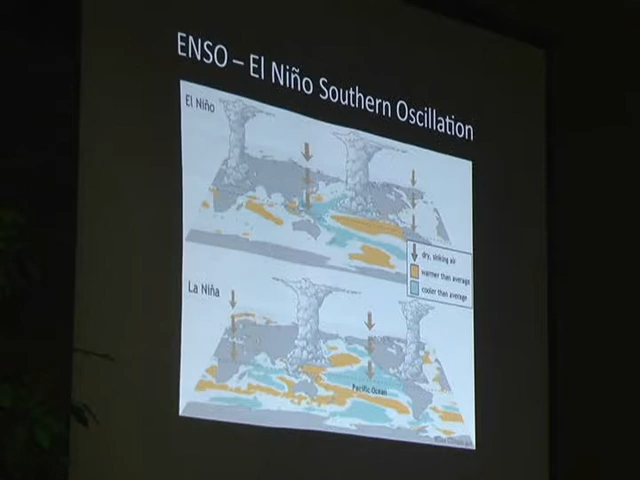 ENSO – El Niño Southern Oscillation
El Niño
dry, sinking air
warmer than average
cooler than average
La Niña
Pacific Ocean